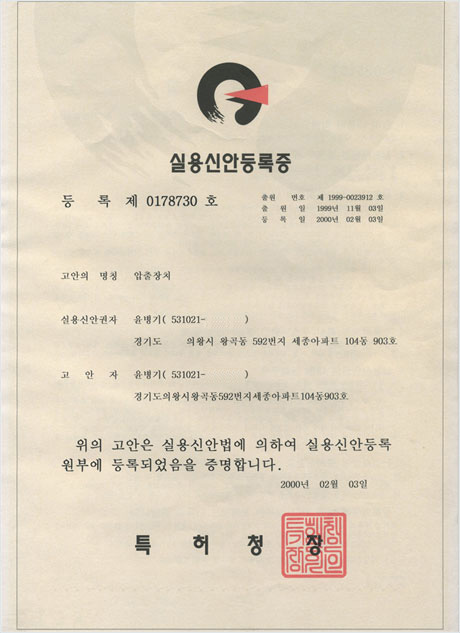 실용신안등록증
등 록 제 0178730 호
출원 번호 제 1999-0023912 호
출 원 일 1999년 11월 03일
등 록 일 2000년 02월 03일
고안의 명칭 압출장치
실용신안권자 윤병기( 531021- )
경기도 의왕시 왕곡동 592번지 세종아파트 104동 903호
고 안 자 윤병기( 531021- )
경기도의왕시왕곡동592번지세종아파트104동903호
위의 고안은 실용신안법에 의하여 실용신안등록
원부에 등록되었음을 증명합니다.
2000년 02월 03일
특 허 청 장